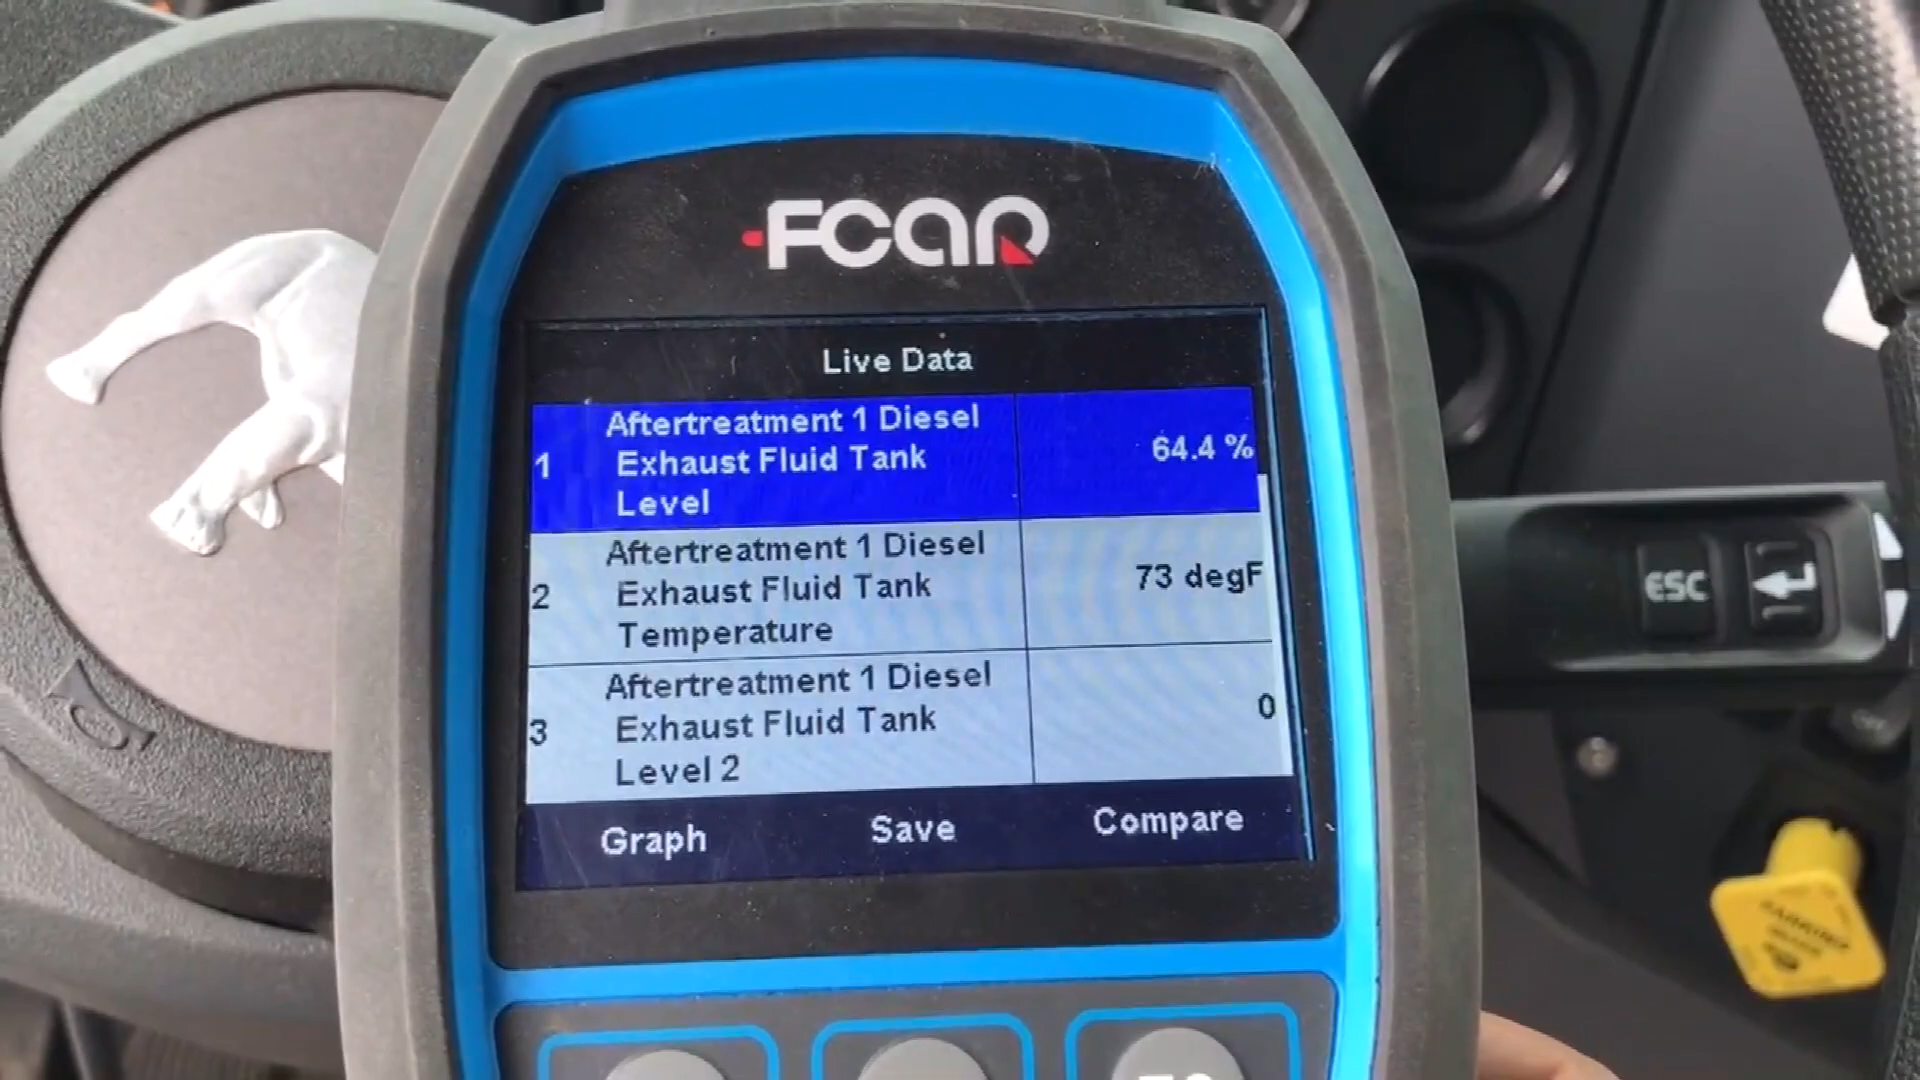 FCAR
Live Data
1
Aftertreatment 1 Diesel
Exhaust Fluid Tank
Level
64.4 %
2
Aftertreatment 1 Diesel
Exhaust Fluid Tank
Temperature
73 degF
3
Aftertreatment 1 Diesel
Exhaust Fluid Tank
Level 2
0
Graph
Save
Compare
ESC